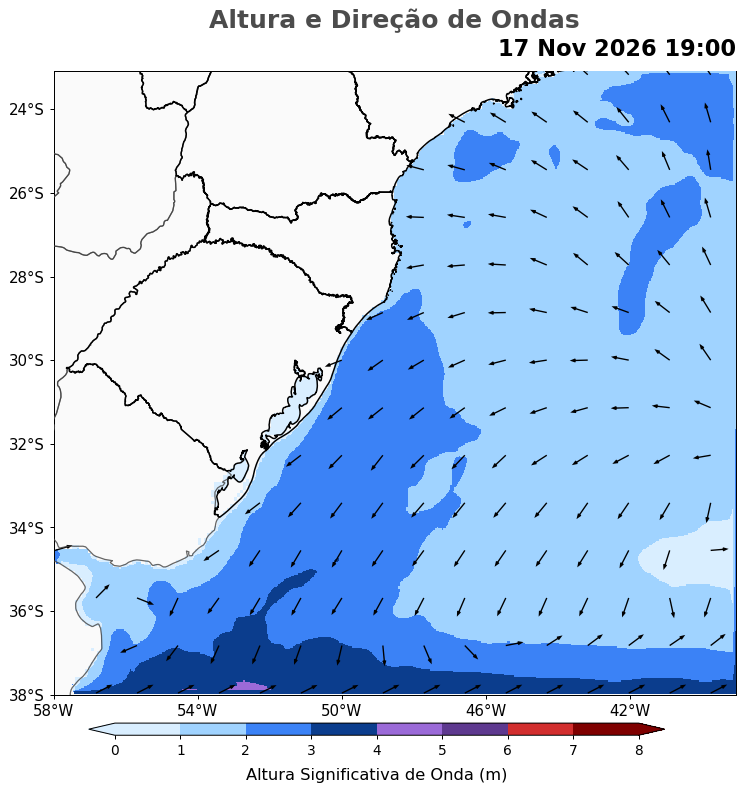 Altura e Direção de Ondas
17 Nov 2026 19:00
24°S
26°S
28°S
30°S
32°S
34°S
36°S
38°S
58°W 54°W 50°W 46°W 42°W
0 1 2 3 4 5 6 7 8
Altura Significativa de Onda (m)